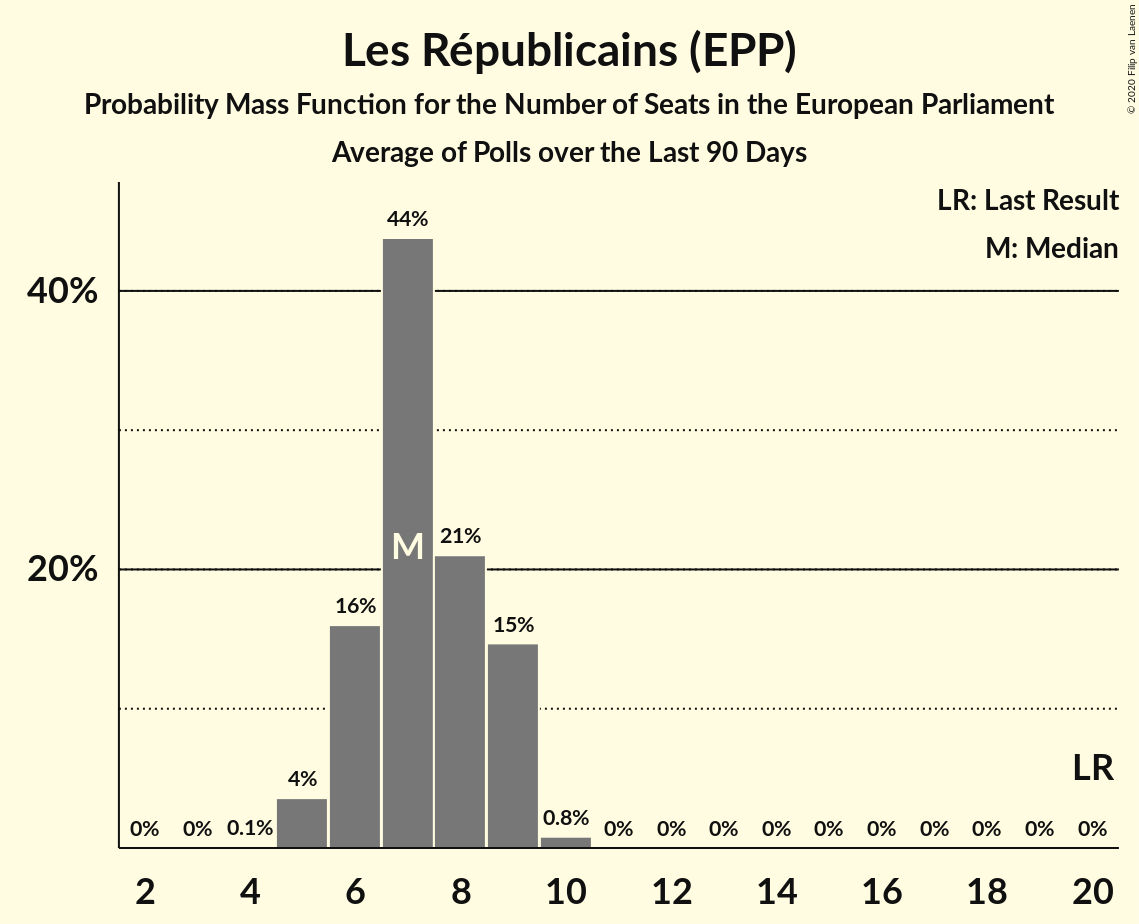 Les Républicains (EPP)
Probability Mass Function for the Number of Seats in the European Parliament
Average of Polls over the Last 90 Days
© 2020 Filip van Laenen
LR: Last Result
M: Median
44%
40%
M
21%
20%
16%
15%
LR
4%
0% 0% 0.1% 0.8% 0% 0% 0% 0% 0% 0% 0% 0% 0% 0%
2 4 6 8 10 12 14 16 18 20